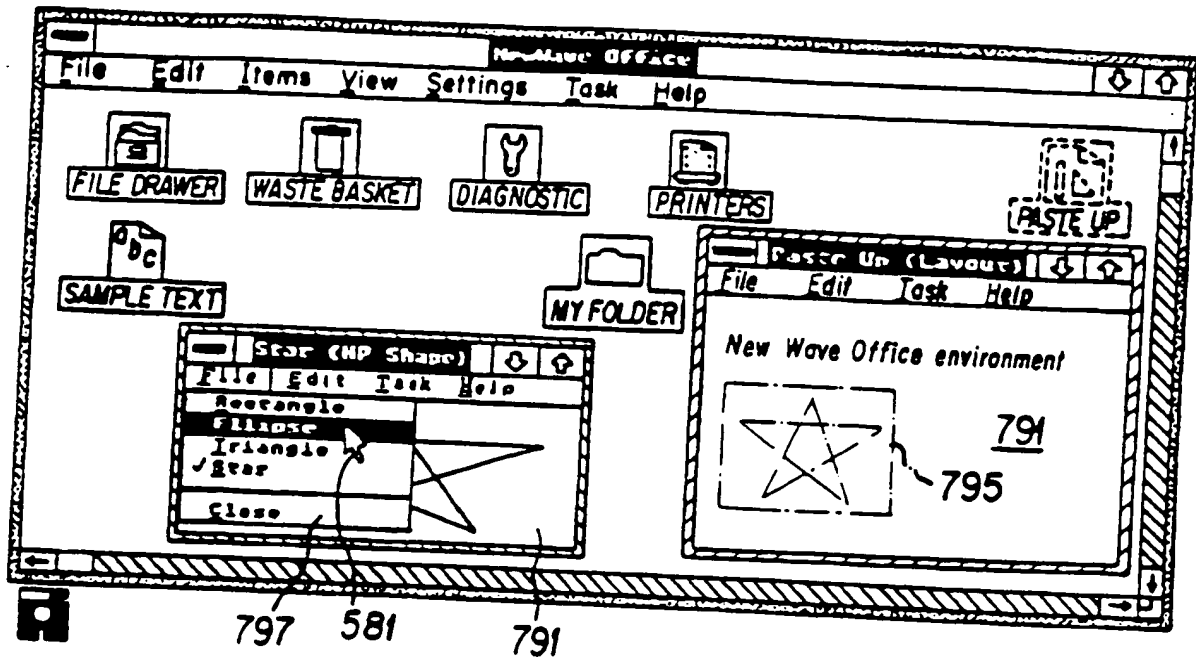 NewWave Office
File Edit Items View Settings Task Help
FILE DRAWER
WASTE BASKET
DIAGNOSTIC
PRINTERS
PASTE UP
SAMPLE TEXT
MY FOLDER
Star (HP Shape)
File Edit Task Help
Rectangle
Ellipse
Triangle
✓Star
Close
Paste Up (Layout)
File Edit Task Help
New Wave Office environment
791
795
797
581
791
abc